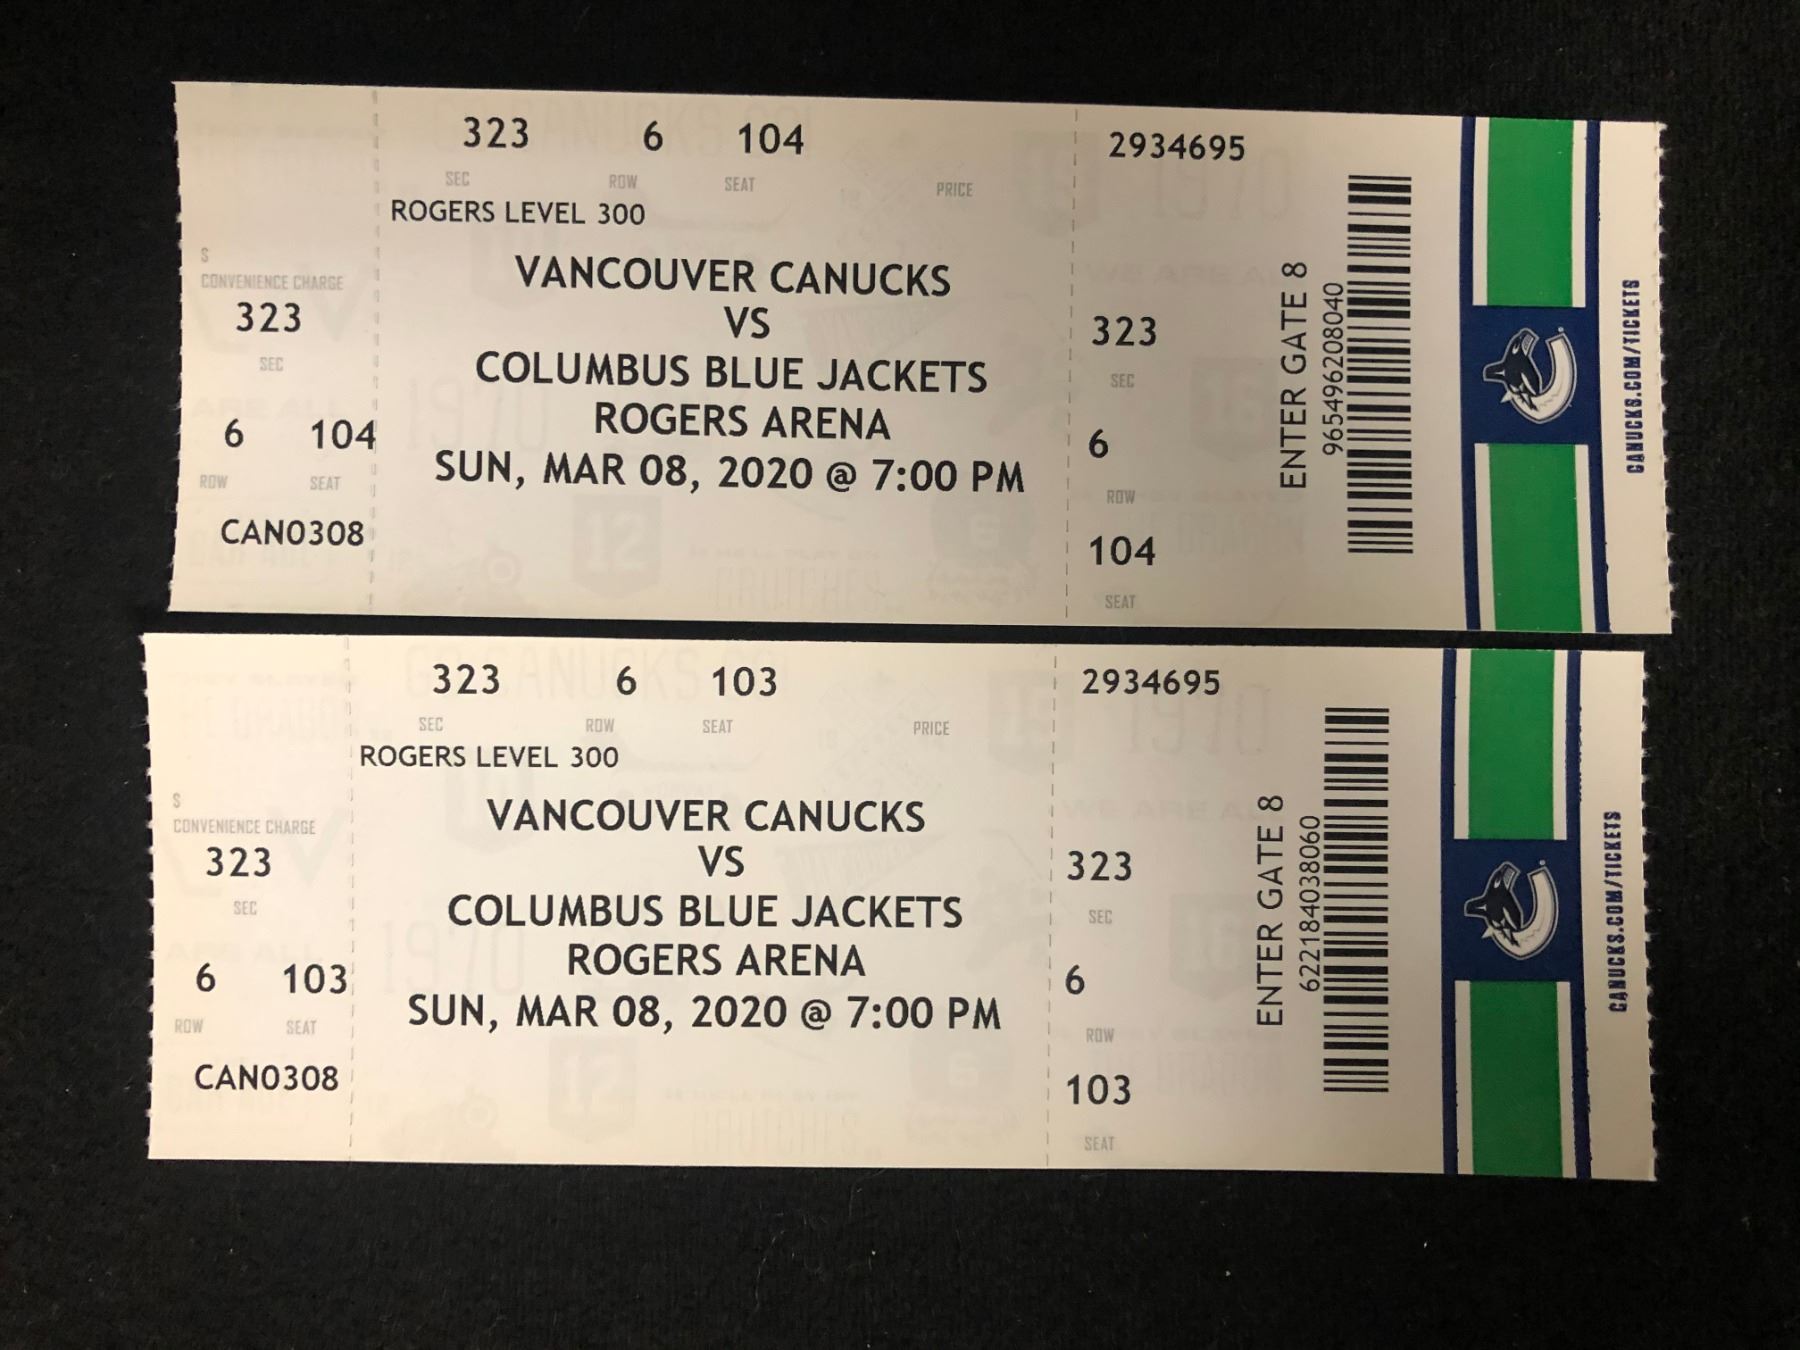 323 6 104
SEC ROW SEAT PRICE
ROGERS LEVEL 300
$
CONVENIENCE CHARGE
323
SEC
6 104
ROW SEAT
CAN0308
VANCOUVER CANUCKS
VS
COLUMBUS BLUE JACKETS
ROGERS ARENA
SUN, MAR 08, 2020 @ 7:00 PM
2934695
323
SEC
6
ROW
104
SEAT
ENTER GATE 8
965496208040
CANUCKS.COM/TICKETS
323 6 103
SEC ROW SEAT PRICE
ROGERS LEVEL 300
$
CONVENIENCE CHARGE
323
SEC
6 103
ROW SEAT
CAN0308
VANCOUVER CANUCKS
VS
COLUMBUS BLUE JACKETS
ROGERS ARENA
SUN, MAR 08, 2020 @ 7:00 PM
2934695
323
SEC
6
ROW
103
SEAT
ENTER GATE 8
622184038060
CANUCKS.COM/TICKETS